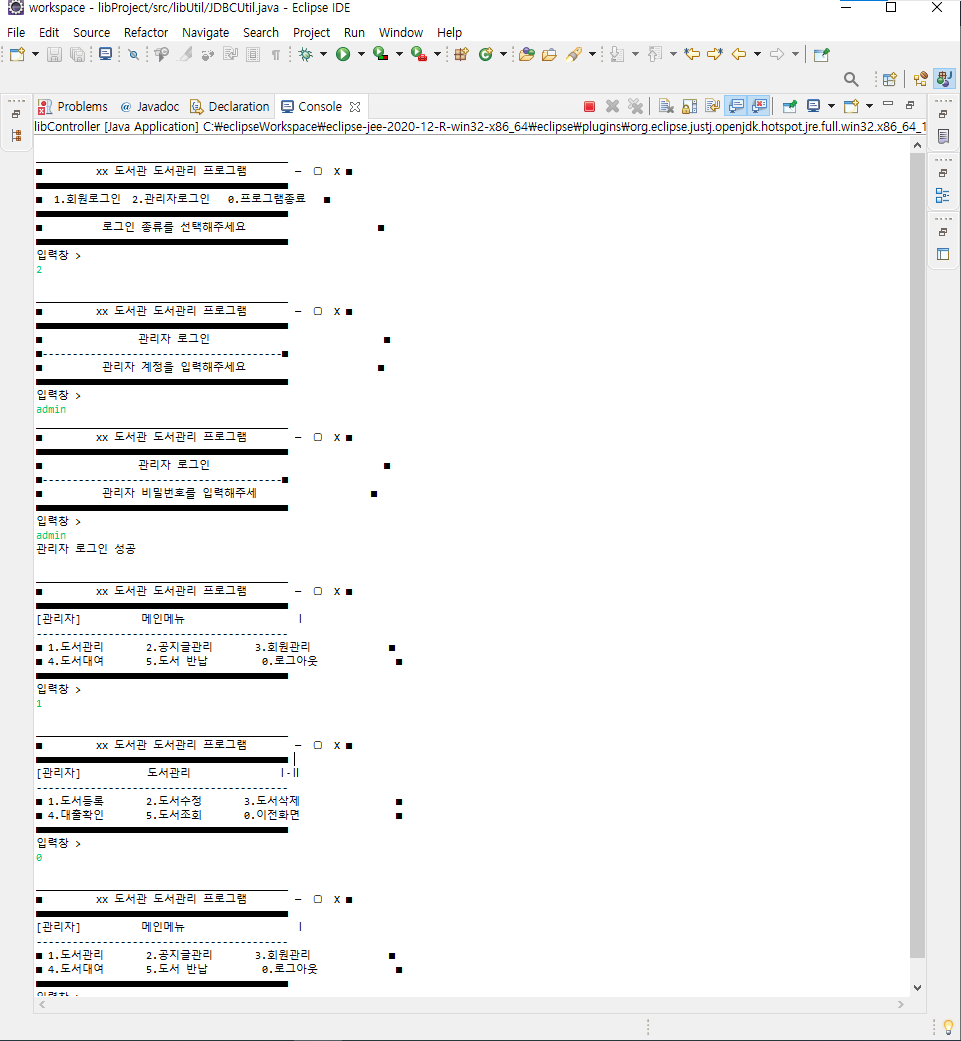 workspace - libProject/src/libUtil/JDBCUtil.java - Eclipse IDE
File Edit Source Refactor Navigate Search Project Run Window Help
Problems @ Javadoc Declaration Console
libController [Java Application] C:₩eclipseWorkspace₩eclipse-jee-2020-12-R-win32-x86_64₩eclipse₩plugins₩org.eclipse.justj.openjdk.hotspot.jre.full.win32.x86_64_1
■ xx 도서관 도서관리 프로그램 − □ X ■
■ 1.회원로그인 2.관리자로그인 0.프로그램종료 ■
■ 로그인 종류를 선택해주세요 ■
입력창 >
2
■ xx 도서관 도서관리 프로그램 − □ X ■
■ 관리자 로그인 ■
■----------------------------------------■
■ 관리자 계정을 입력해주세요 ■
입력창 >
admin
■ xx 도서관 도서관리 프로그램 − □ X ■
■ 관리자 로그인 ■
■----------------------------------------■
■ 관리자 비밀번호를 입력해주세 ■
입력창 >
admin
관리자 로그인 성공
■ xx 도서관 도서관리 프로그램 − □ X ■
[관리자] 메인메뉴 Ⅰ
------------------------------------------
■ 1.도서관리 2.공지글관리 3.회원관리 ■
■ 4.도서대여 5.도서 반납 0.로그아웃 ■
입력창 >
1
■ xx 도서관 도서관리 프로그램 − □ X ■
[관리자] 도서관리 Ⅰ-Ⅱ
------------------------------------------
■ 1.도서등록 2.도서수정 3.도서삭제 ■
■ 4.대출확인 5.도서조회 0.이전화면 ■
입력창 >
0
■ xx 도서관 도서관리 프로그램 − □ X ■
[관리자] 메인메뉴 Ⅰ
------------------------------------------
■ 1.도서관리 2.공지글관리 3.회원관리 ■
■ 4.도서대여 5.도서 반납 0.로그아웃 ■
입력창 >